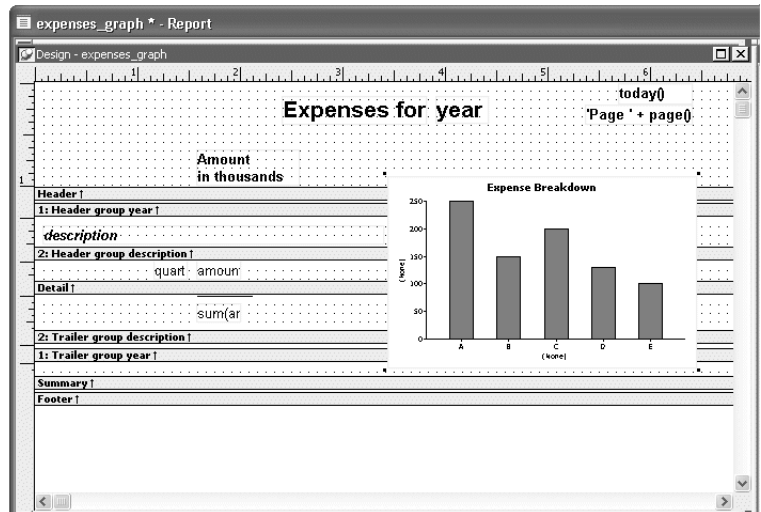 expenses_graph * - Report
Design - expenses_graph
1 2 3 4 5 6
today()
Expenses for year
'Page ' + page()
Amount
in thousands
1
Header ↑
1: Header group year ↑
description
2: Header group description ↑
quart amoun
Detail ↑
sum(ar
2: Trailer group description ↑
1: Trailer group year ↑
Summary ↑
Footer ↑
Expense Breakdown
250
200
150
100
50
0
(None)
A B C D E
(None)